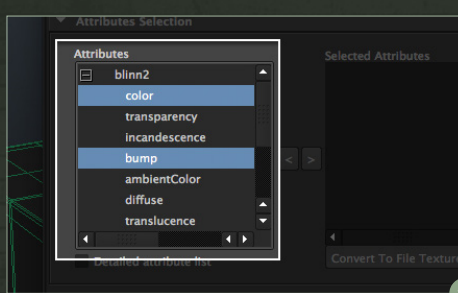 Attributes Selection
Attributes
Selected Attributes
blinn2
color
transparency
incandescence
bump
< >
ambientColor
diffuse
translucence
Detailed attribute list
Convert To File Texture